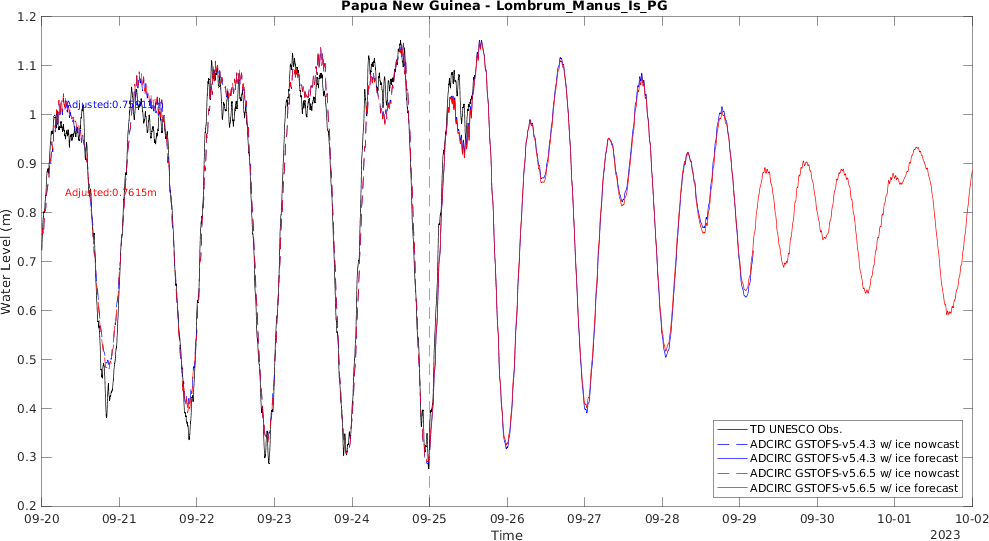 Papua New Guinea - Lombrum_Manus_Is_PG
1.2
1.1
1
0.9
0.8
0.7
0.6
0.5
0.4
0.3
0.2
Water Level (m)
Adjusted:0.7615m
TD UNESCO Obs.
ADCIRC GSTOFS-v5.4.3 w/ ice nowcast
ADCIRC GSTOFS-v5.4.3 w/ ice forecast
ADCIRC GSTOFS-v5.6.5 w/ ice nowcast
ADCIRC GSTOFS-v5.6.5 w/ ice forecast
09-20 09-21 09-22 09-23 09-24 09-25 09-26 09-27 09-28 09-29 09-30 10-01 10-02
Time
2023